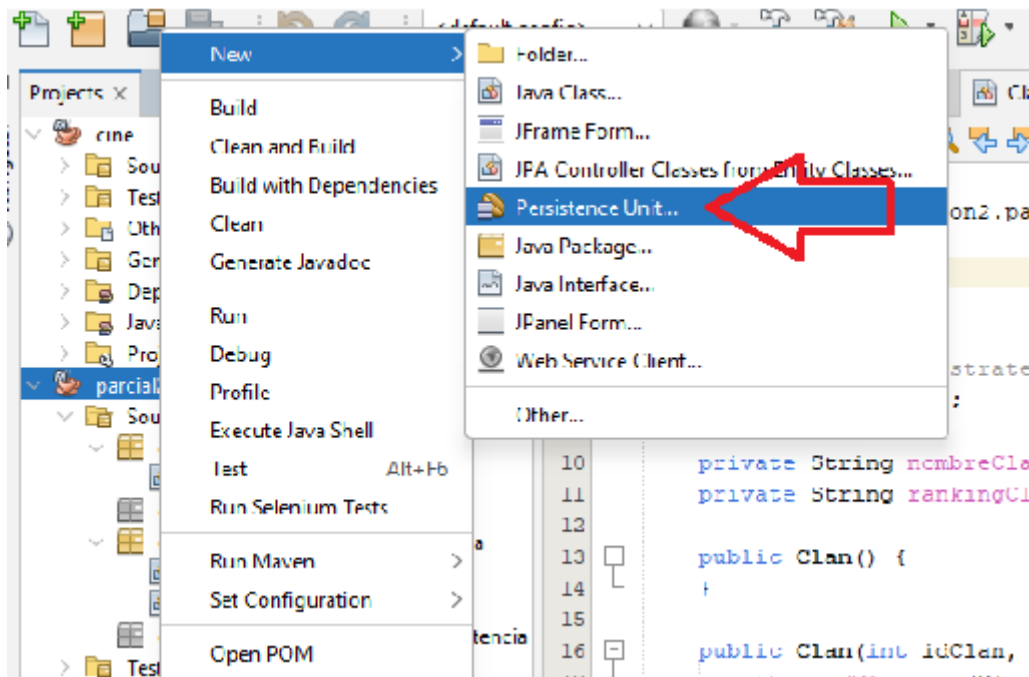 <default config>
Projects ×
cine
Sou
Test
Oth
Gen
Dep
Java
Proj
parcial2
Sou
Test
New >
Build
Clean and Build
Build with Dependencies
Clean
Generate Javadoc
Run
Debug
Profile
Execute Java Shell
Test Alt+F6
Run Selenium Tests
Run Maven >
Set Configuration >
Open POM
Folder...
Java Class...
JFrame Form...
JPA Controller Classes from Entity Classes...
Persistence Unit...
Java Package...
Java Interface...
JPanel Form...
Web Service Client...
Other...
Cla
on2.pa
strate
;
a
tencia
10 private String nombreCla
11 private String rankingCl
12
13 public Clan() {
14 }
15
16 public Clan(int idClan,